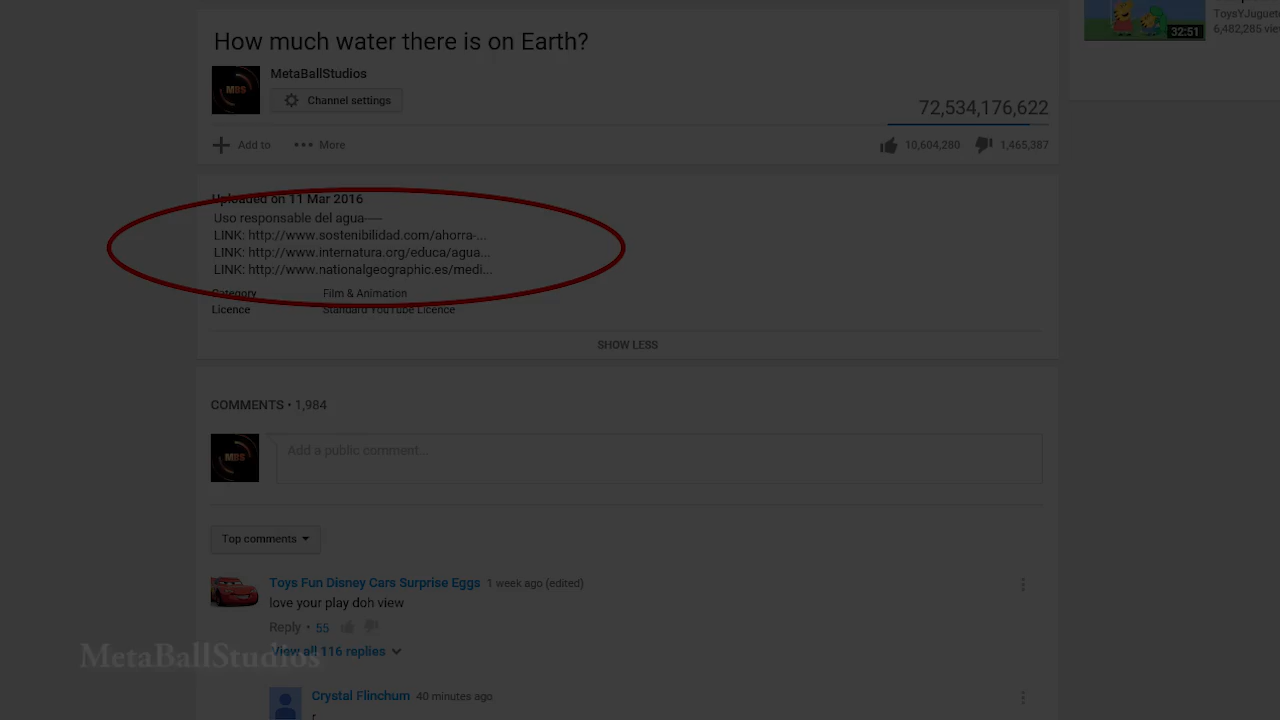 ToysYJuguet
6,482,285 vie
32:51
How much water there is on Earth?
MBS
MetaBallStudios
Channel settings
72,534,176,622
Add to
More
10,604,280
1,465,387
Uploaded on 11 Mar 2016
Uso responsable del agua-----
LINK: http://www.sostenibilidad.com/ahorra-...
LINK: http://www.internatura.org/educa/agua...
LINK: http://www.nationalgeographic.es/medi...
Category Film & Animation
Licence Standard YouTube Licence
SHOW LESS
COMMENTS • 1,984
MBS
Add a public comment...
Top comments
Toys Fun Disney Cars Surprise Eggs 1 week ago (edited)
love your play doh view
Reply • 55
View all 116 replies
MetaBallStudios
Crystal Flinchum 40 minutes ago